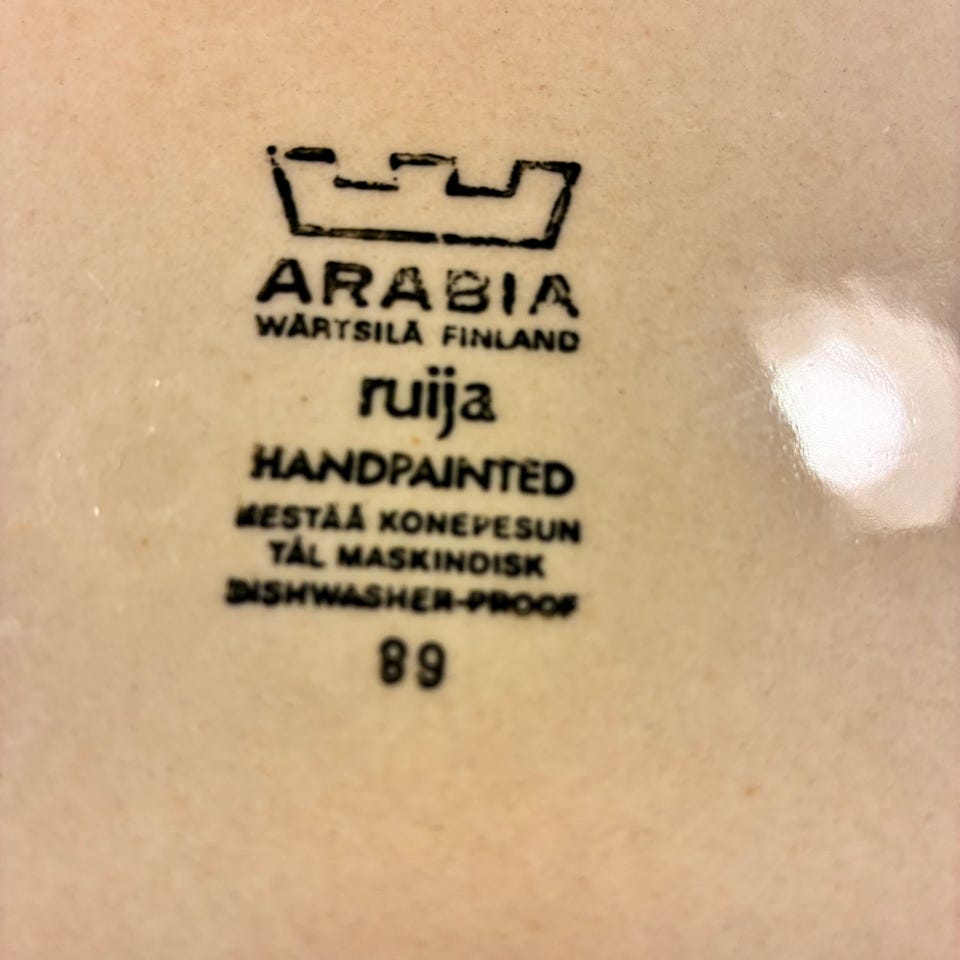 ARABIA
WÄRTSILÄ FINLAND
ruija
HANDPAINTED
KESTÄÄ KONEPESUN
TÅL MASKINDISK
DISHWASHER-PROOF
89